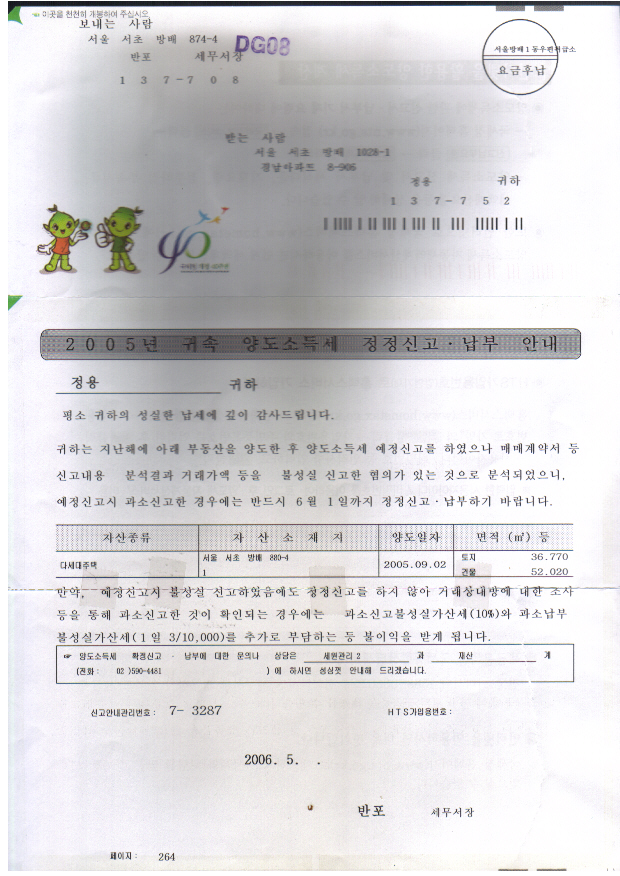 이곳을 천천히 개봉하여 주십시오
보내는 사람
서울 서초 방배 874-4
DG08
반포 세무서장
137-708
서울방배1동우편취급소
요금후납
받는 사람
서울 서초 방배 1028-1
경남아파트 8-906
정용 귀하
137-752
2005년 귀속 양도소득세 정정신고·납부 안내
정용 귀하
평소 귀하의 성실한 납세에 깊이 감사드립니다.
귀하는 지난해에 아래 부동산을 양도한 후 양도소득세 예정신고를 하였으나 매매계약서 등
신고내용 분석결과 거래가액 등을 불성실 신고한 혐의가 있는 것으로 분석되었으니,
예정신고시 과소신고한 경우에는 반드시 6월 1일까지 정정신고·납부하기 바랍니다.
자산종류 자산소재지 양도일자 면적(㎡) 등
다세대주택 서울 서초 방배 880-4 1 2005.09.02 토지 36.770
건물 52.020
만약, 예정신고시 불성실 신고하였음에도 정정신고를 하지 않아 거래상대방에 대한 조사
등을 통해 과소신고한 것이 확인되는 경우에는 과소신고불성실가산세(10%)와 과소납부
불성실가산세(1일 3/10,000)를 추가로 부담하는 등 불이익을 받게 됩니다.
☞ 양도소득세 확정신고 · 납부에 대한 문의나 상담은 세원관리2 과 재산 계
(전화: 02 )590-4481 ) 에 하시면 성심껏 안내해 드리겠습니다.
신고안내관리번호 : 7- 3287 HTS가입용번호 :
2006. 5. .
반포 세무서장
페이지 : 264